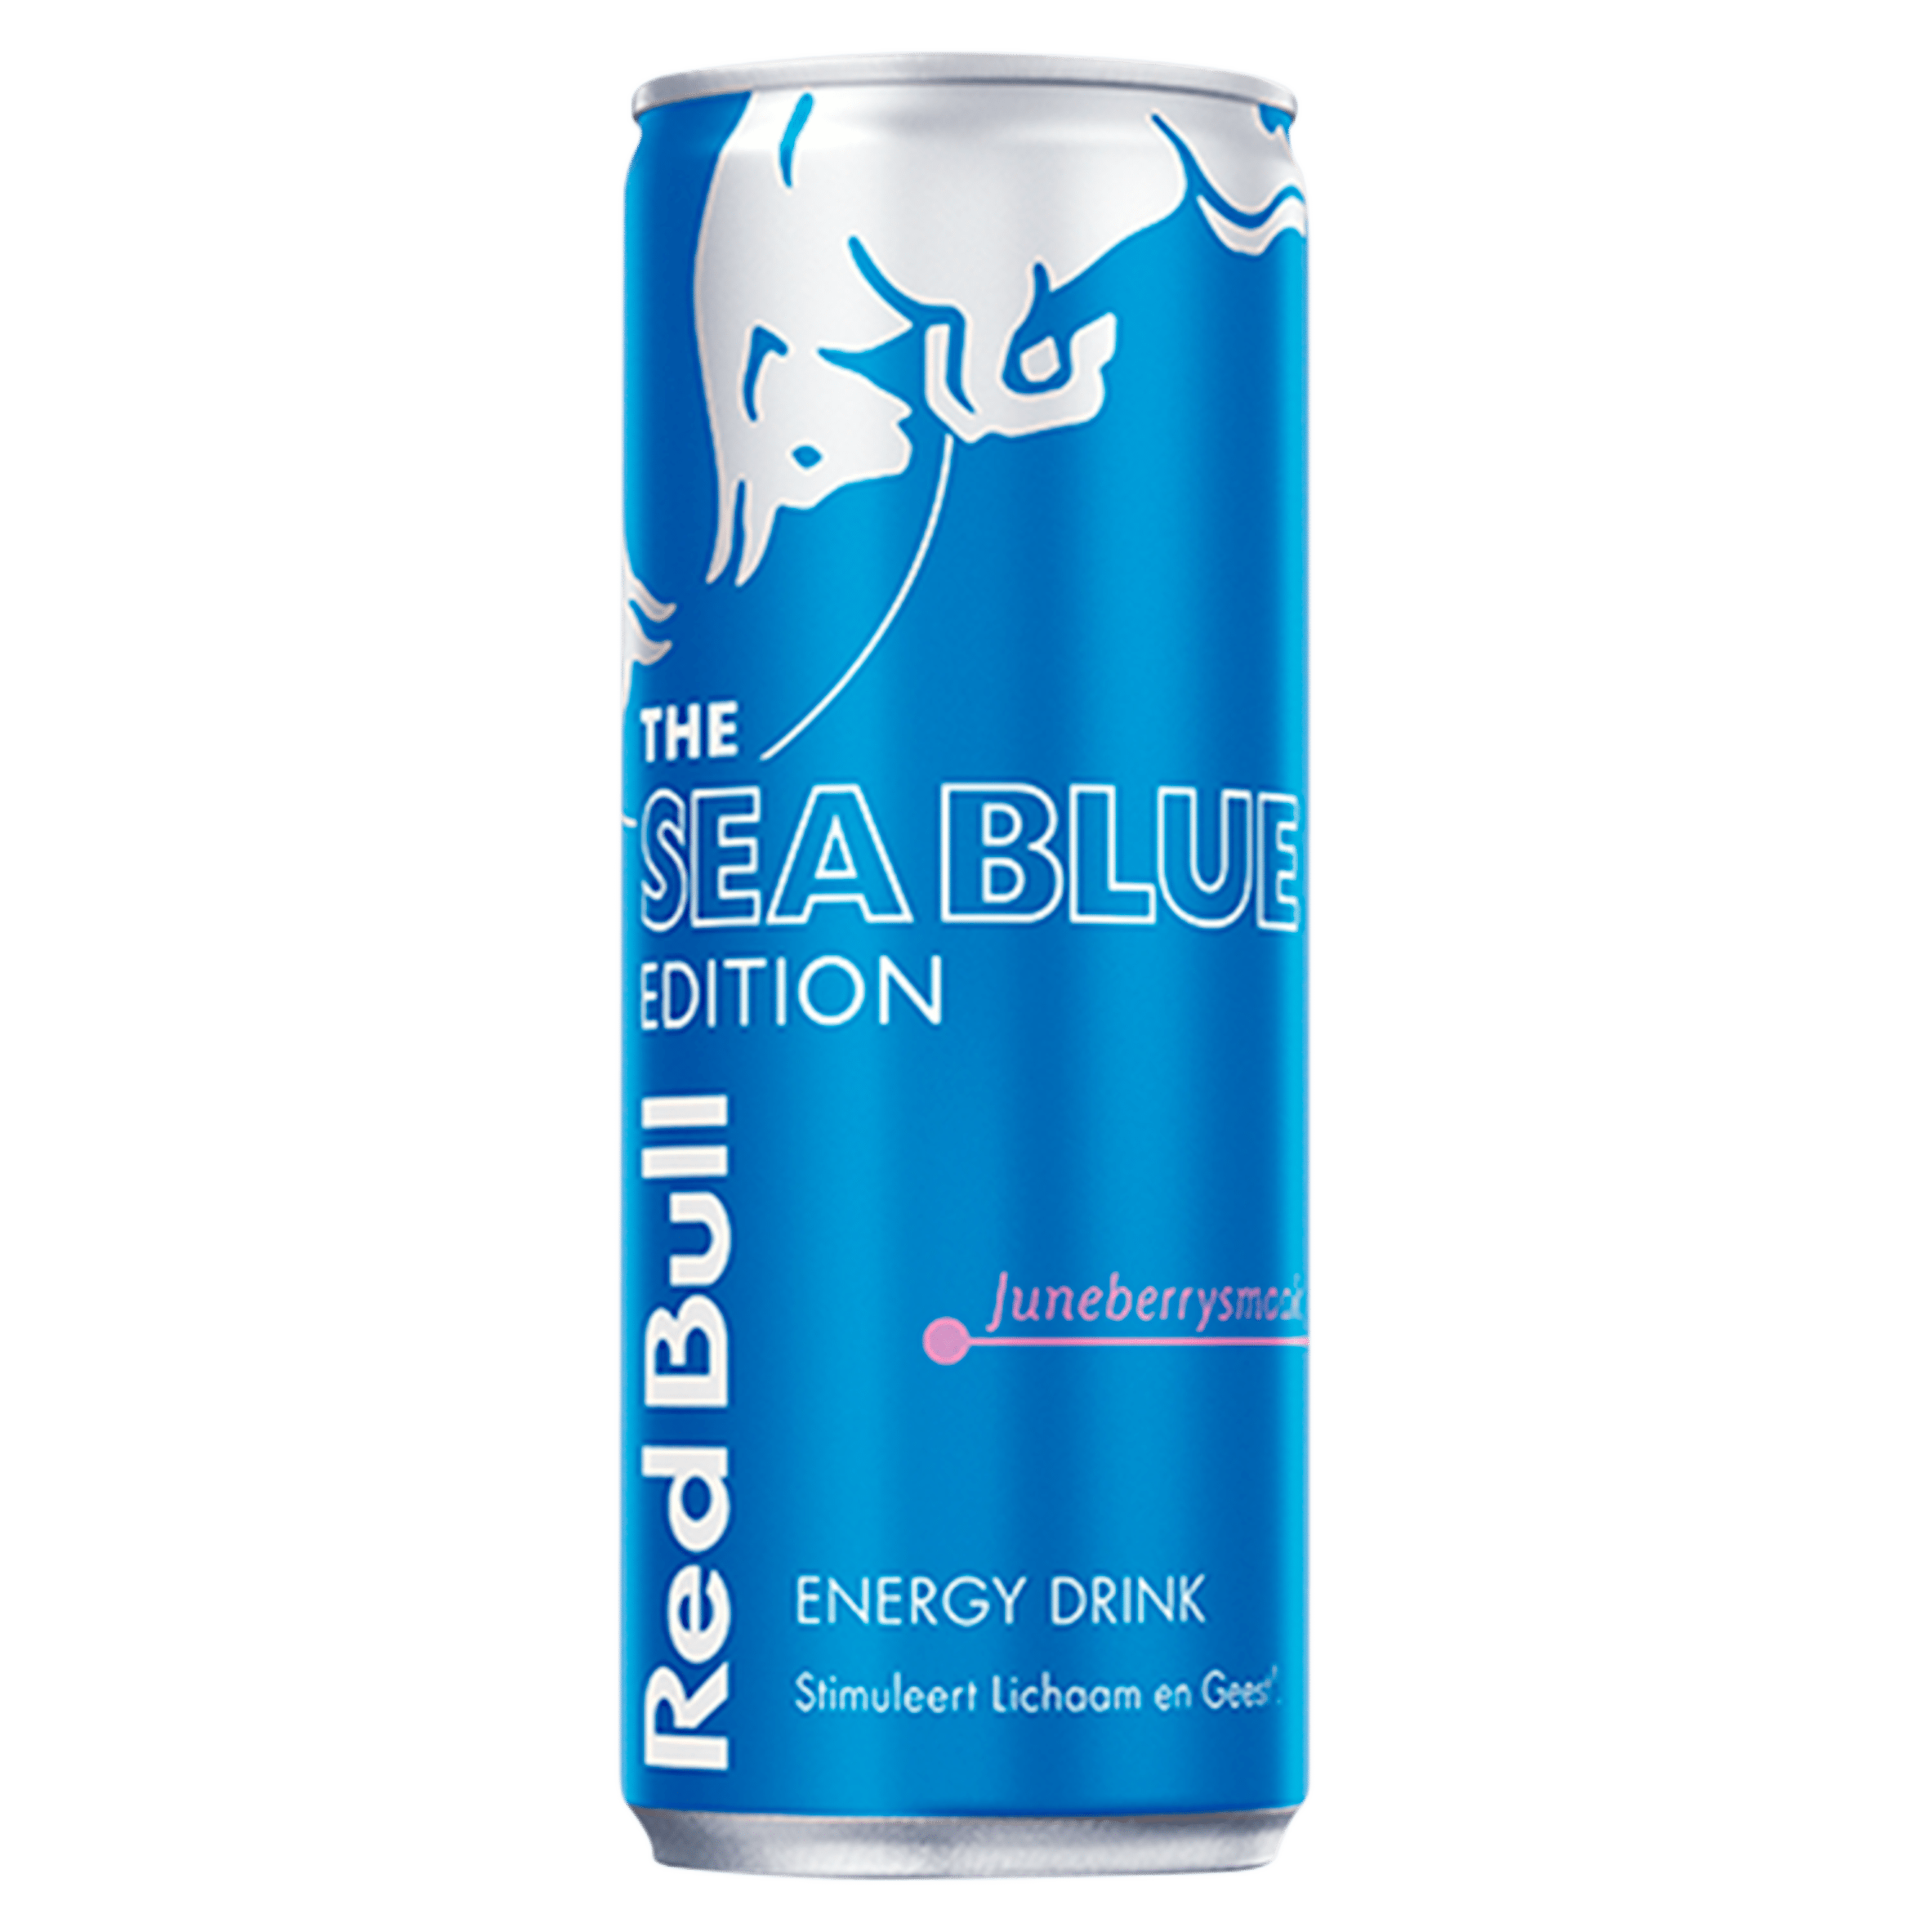 THE
SEA BLUE
EDITION
Red Bull
Juneberrysmaak
ENERGY DRINK
Stimuleert Lichaam en Geest.